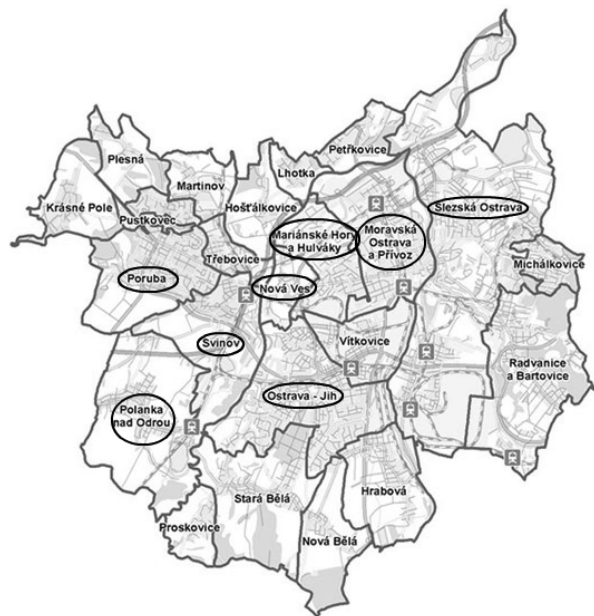 Petřkovice
Plesná
Lhotka
Martinov
Krásné Pole
Hošťálkovice
Slezská Ostrava
Pustkovec
Mariánské Hory
a Hulváky
Moravská
Ostrava
a Přívoz
Třebovice
Michálkovice
Poruba
Nová Ves
Svinov
Vítkovice
Radvanice
a Bartovice
Ostrava - Jih
Polanka
nad Odrou
Hrabová
Stará Bělá
Proskovice
Nová Bělá